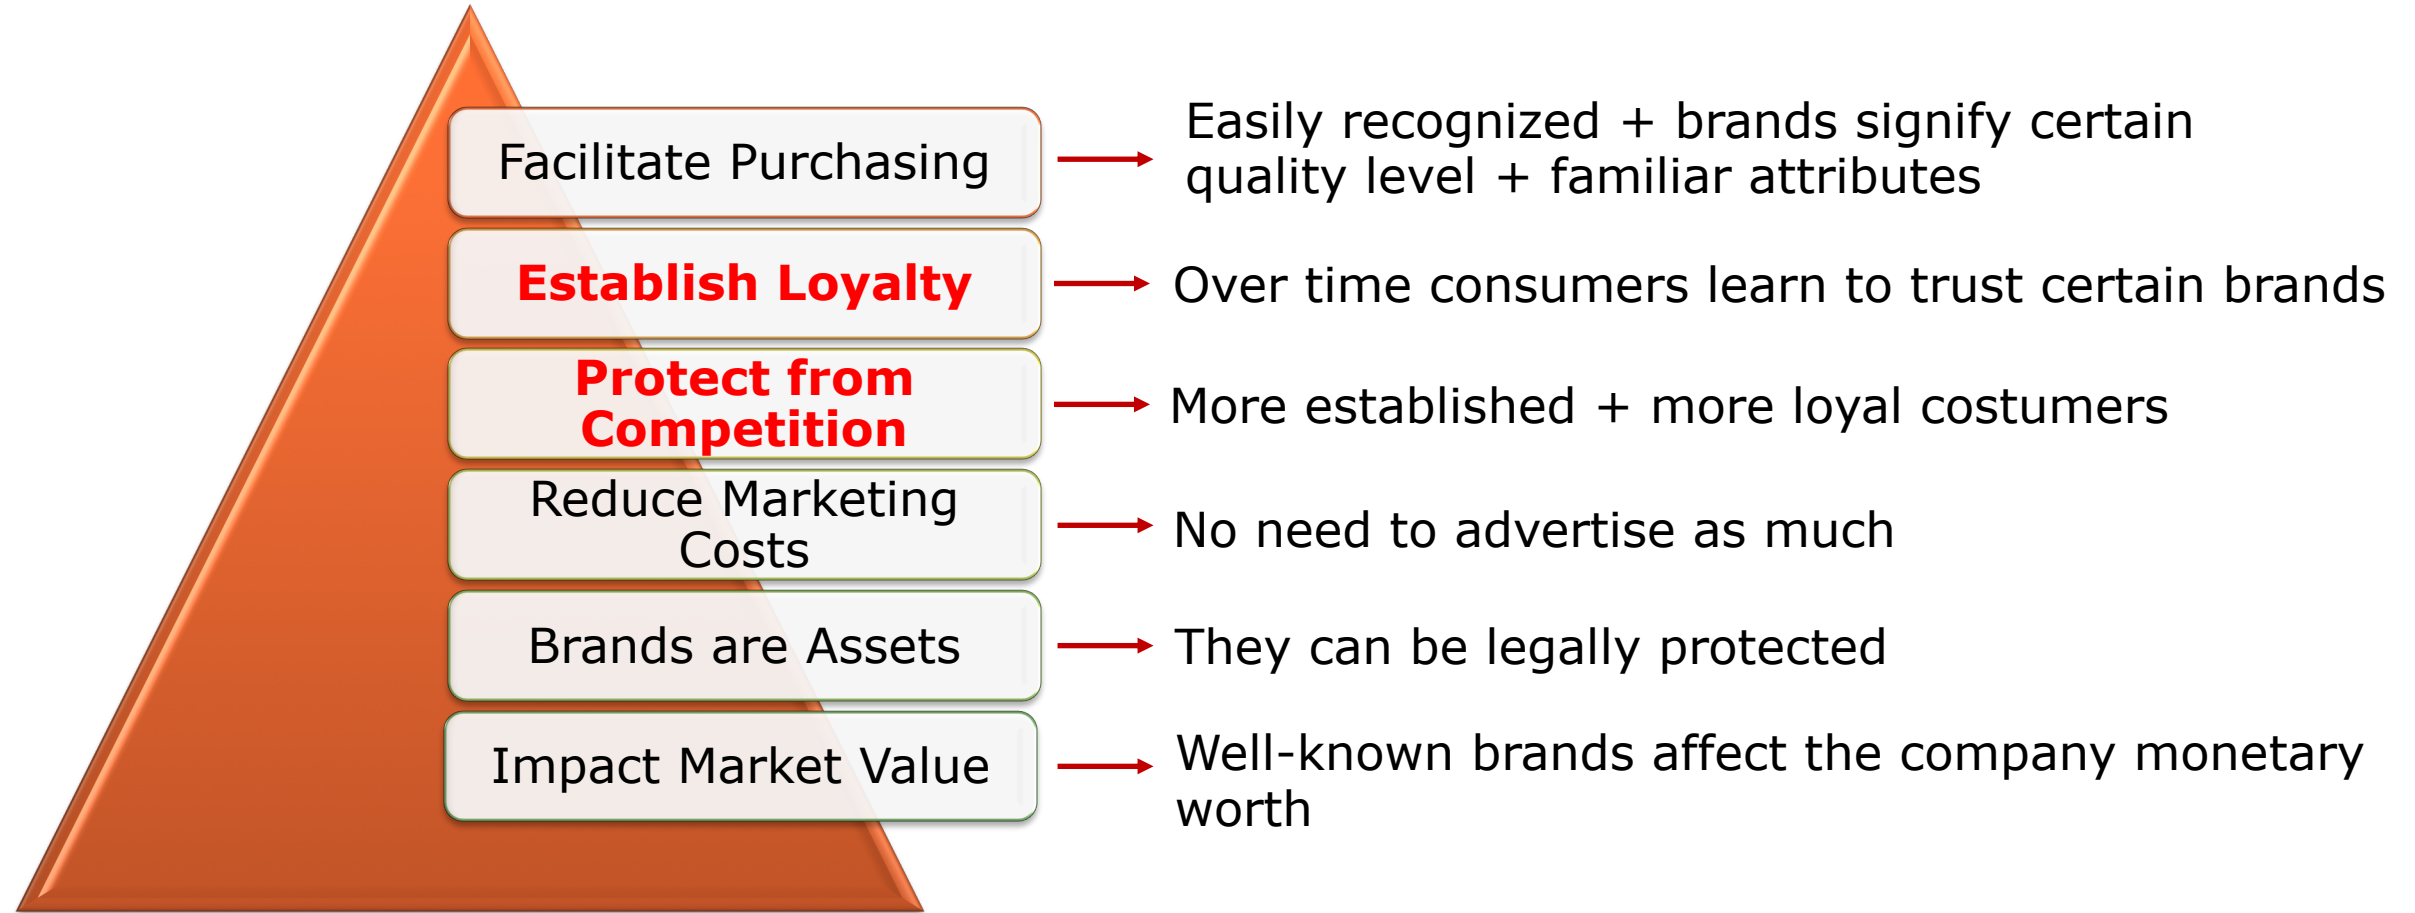 Facilitate Purchasing
Easily recognized + brands signify certain
quality level + familiar attributes
Establish Loyalty
Over time consumers learn to trust certain brands
Protect from
Competition
More established + more loyal costumers
Reduce Marketing
Costs
No need to advertise as much
Brands are Assets
They can be legally protected
Impact Market Value
Well-known brands affect the company monetary
worth